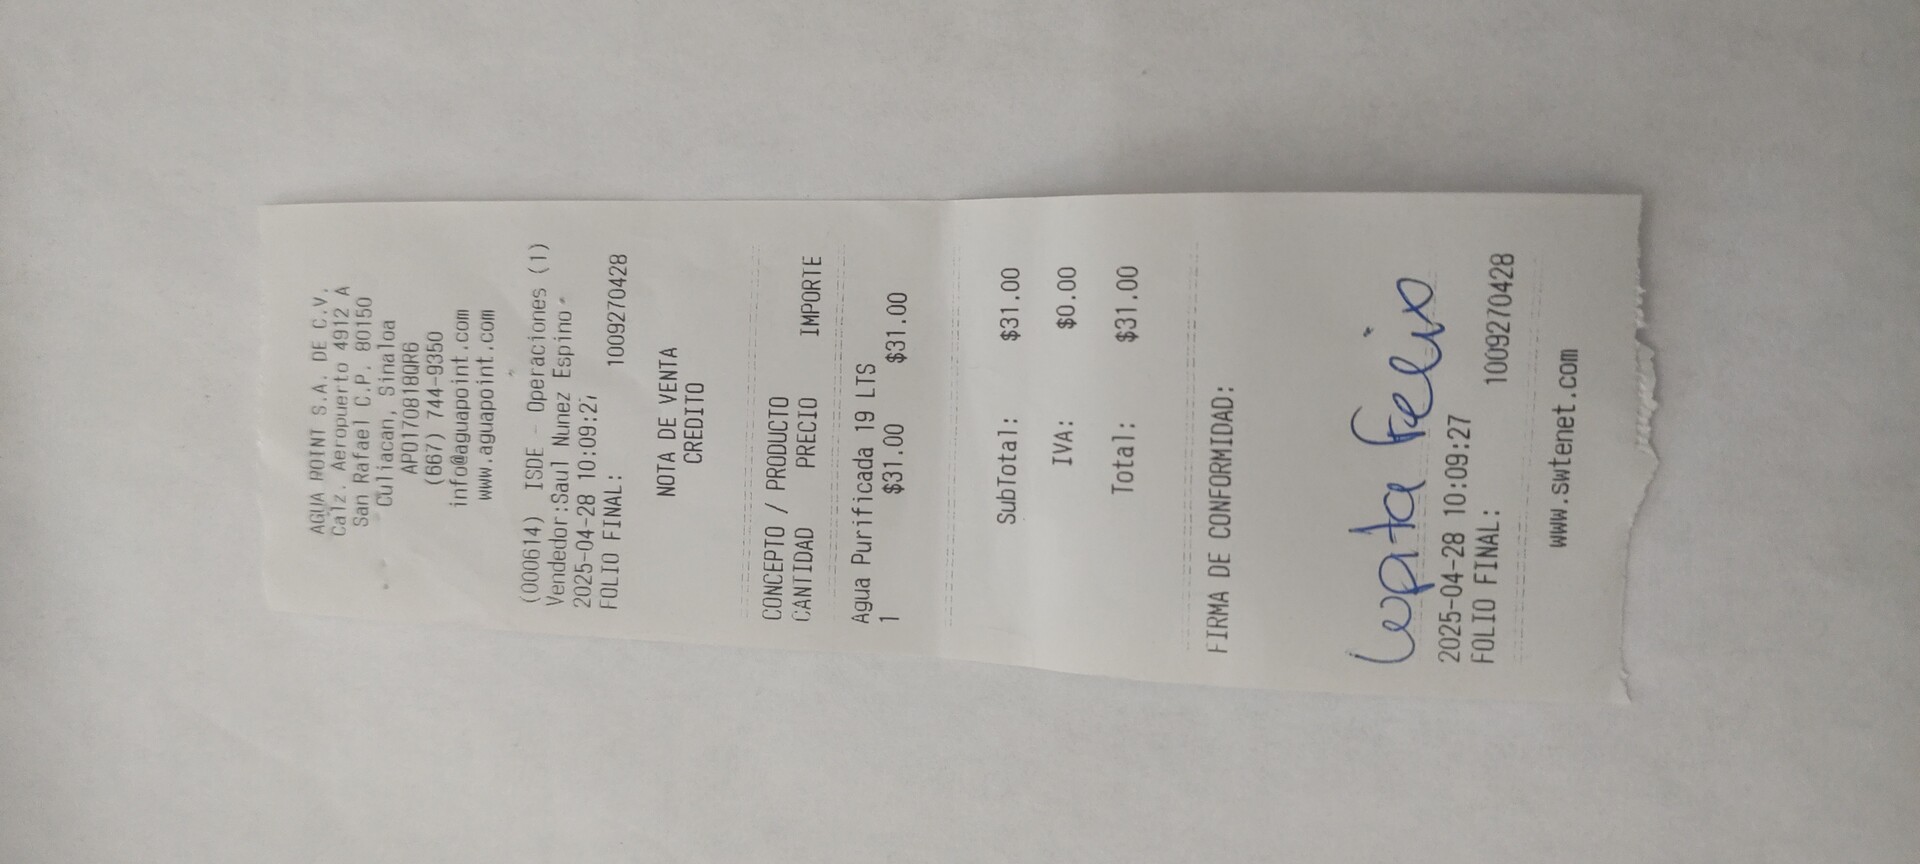 AGUA POINT S.A. DE C.V.
Calz. Aeropuerto 4912 A
San Rafael C.P. 80150
Culiacan, Sinaloa
APO170818QR6
(667) 744-9350
info@aguapoint.com
www.aguapoint.com
(000614) ISDE - Operaciones (1)
Vendedor:Saul Nunez Espino
2025-04-28 10:09:27
FOLIO FINAL: 1009270428
NOTA DE VENTA
CREDITO
CONCEPTO / PRODUCTO
CANTIDAD PRECIO IMPORTE
Agua Purificada 19 LTS
1 $31.00 $31.00
SubTotal: $31.00
IVA: $0.00
Total: $31.00
FIRMA DE CONFORMIDAD:
Lupita Felix
2025-04-28 10:09:27
FOLIO FINAL: 1009270428
www.swtenet.com